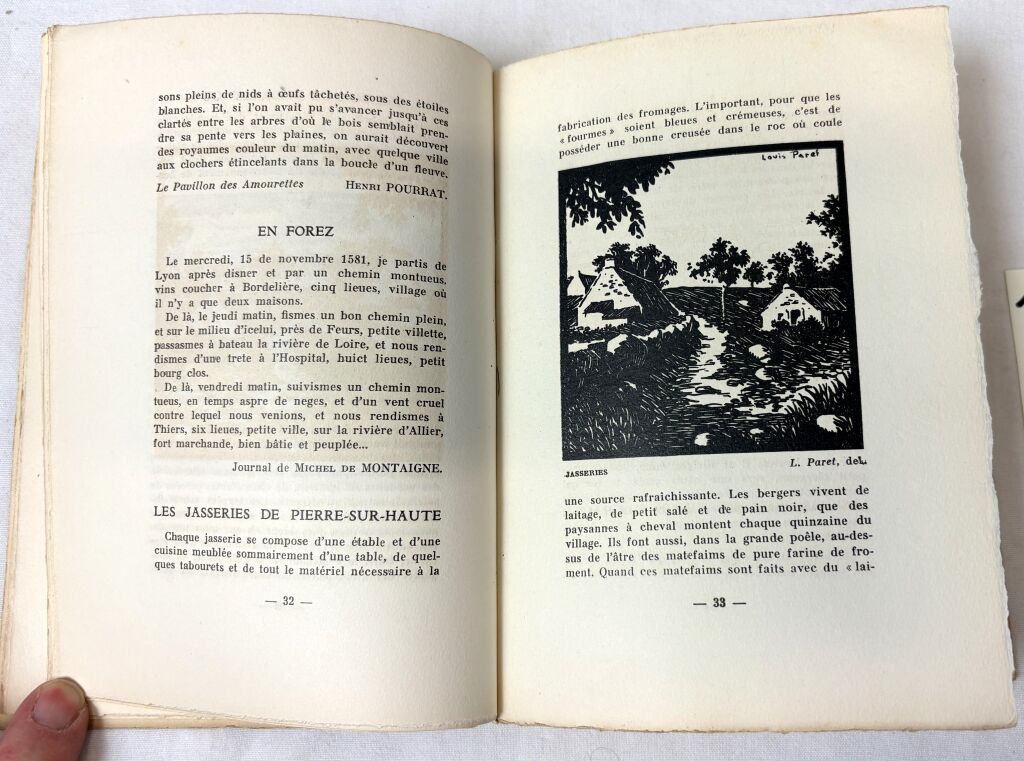 sons pleins de nids à œufs tâchetés, sous des étoiles
blanches. Et, si l'on avait pu s'avancer jusqu'à ces
clartés entre les arbres d'où le bois semblait pren-
dre sa pente vers les plaines, on aurait découvert
des royaumes couleur du matin, avec quelque ville
aux clochers étincelants dans la boucle d'un fleuve.
Le Pavillon des Amourettes HENRI POURRAT.
EN FOREZ
Le mercredi, 15 de novembre 1581, je partis de
Lyon après disner et par un chemin montueus,
vins coucher à Bordelière, cinq lieues, village où
il n'y a que deux maisons.
De là, le jeudi matin, fismes un bon chemin plein,
et sur le milieu d'icelui, près de Feurs, petite villette,
passasmes à bateau la rivière de Loire, et nous ren-
dismes d'une trete à l'Hospital, huict lieues, petit
bourg clos.
De là, vendredi matin, suivismes un chemin mon-
tueus, en temps aspre de neges, et d'un vent cruel
contre lequel nous venions, et nous rendismes à
Thiers, six lieues, petite ville, sur la rivière d'Allier,
fort marchande, bien bâtie et peuplée...
Journal de MICHEL DE MONTAIGNE.
LES JASSERIES DE PIERRE-SUR-HAUTE
Chaque jasserie se compose d'une étable et d'une
cuisine meublée sommairement d'une table, de quel-
ques tabourets et de tout le matériel nécessaire à la
— 32 —
fabrication des fromages. L'important, pour que les
« fourmes » soient bleues et crémeuses, c'est de
posséder une bonne creusée dans le roc où coule
Louis Paret
JASSERIES
L. Paret, del.
une source rafraichissante. Les bergers vivent de
laitage, de petit salé et de pain noir, que des
paysannes à cheval montent chaque quinzaine du
village. Ils font aussi, dans la grande poêle, au-des-
sus de l'âtre des matefaims de pure farine de fro-
ment. Quand ces matefaims sont faits avec du « lai-
— 33 —